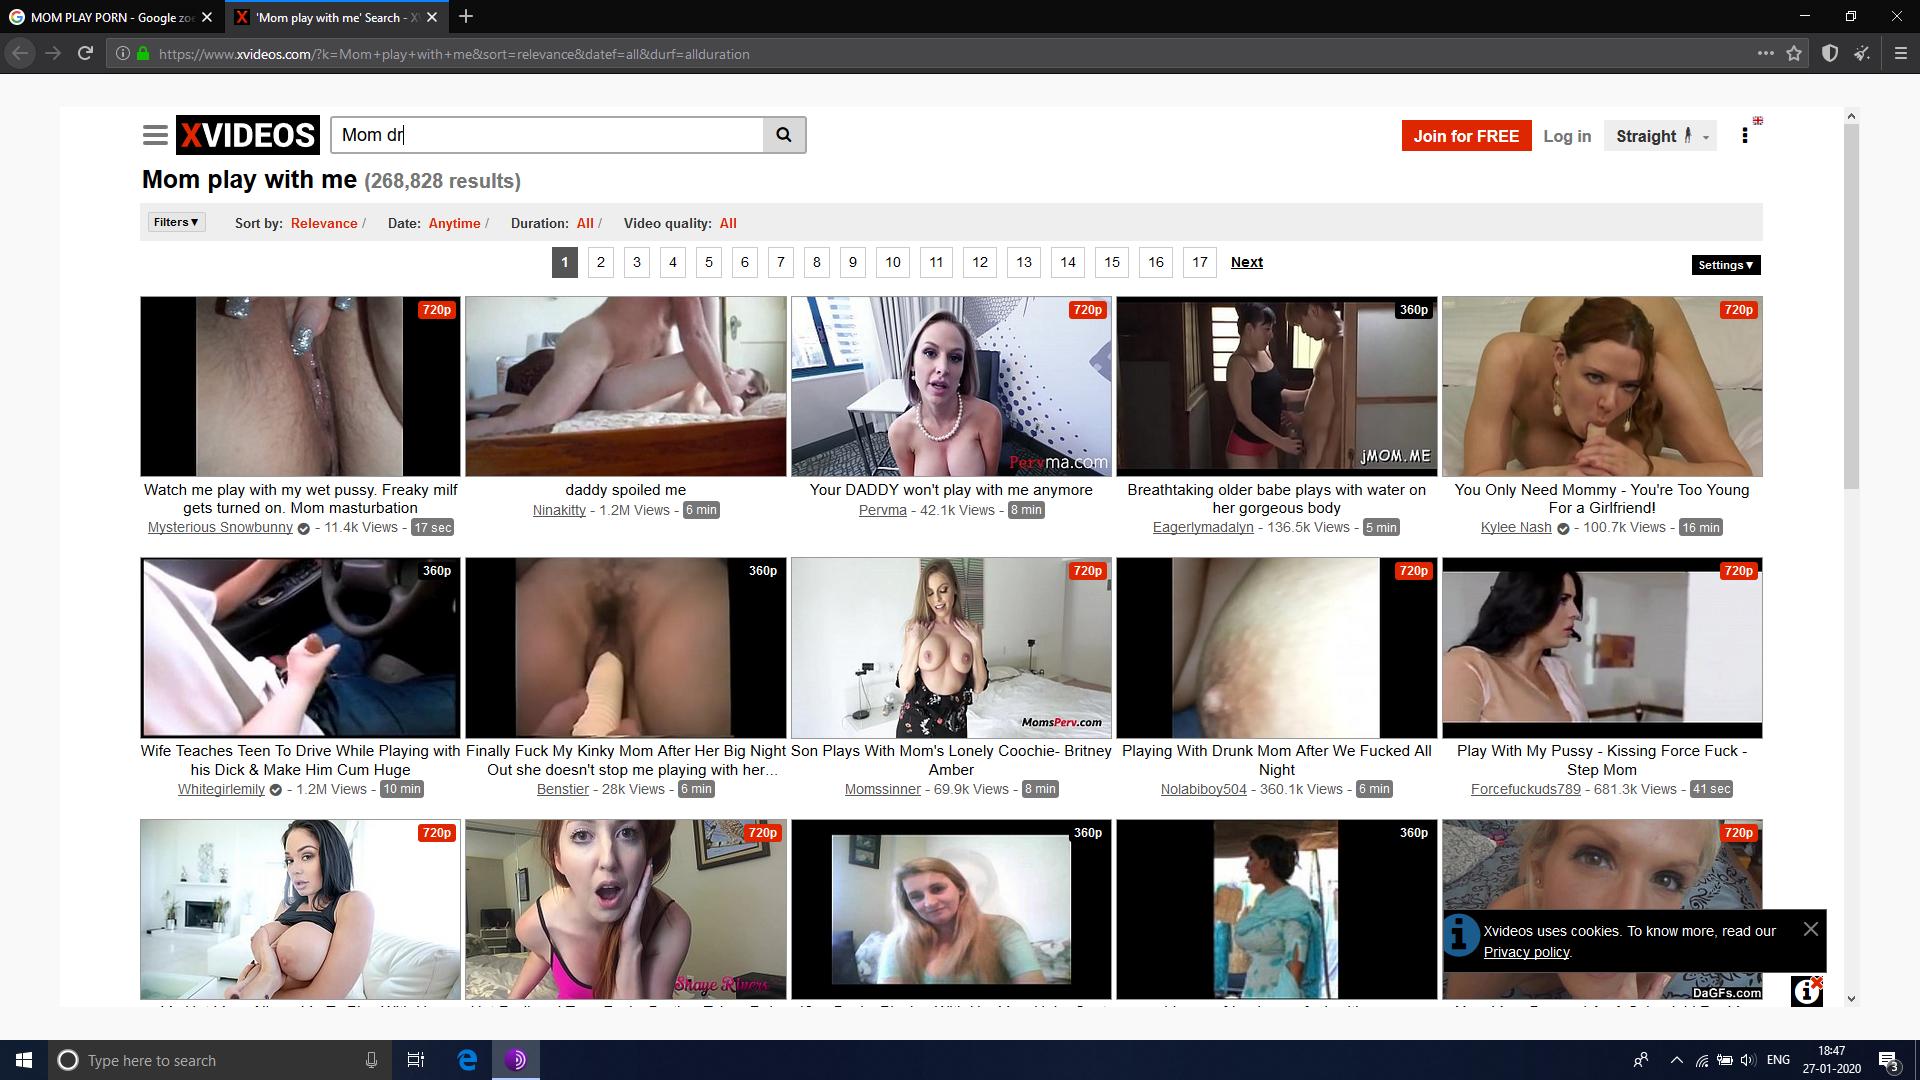 MOM PLAY PORN - Google zoe
'Mom play with me' Search - X
https://www.xvideos.com/?k=Mom+play+with+me&sort=relevance&datef=all&durf=allduration
XVIDEOS
Mom dr
Join for FREE
Log in
Straight
Mom play with me (268,828 results)
Filters ▼ Sort by: Relevance / Date: Anytime / Duration: All / Video quality: All
1 2 3 4 5 6 7 8 9 10 11 12 13 14 15 16 17 Next
Settings ▼
720p
Watch me play with my wet pussy. Freaky milf
gets turned on. Mom masturbation
Mysterious Snowbunny - 11.4k Views - 17 sec
daddy spoiled me
Ninakitty - 1.2M Views - 6 min
720p
Pervma.com
Your DADDY won't play with me anymore
Pervma - 42.1k Views - 8 min
360p
jMOM.ME
Breathtaking older babe plays with water on
her gorgeous body
Eagerlymadalyn - 136.5k Views - 5 min
720p
You Only Need Mommy - You're Too Young
For a Girlfriend!
Kylee Nash - 100.7k Views - 16 min
360p
Wife Teaches Teen To Drive While Playing with
his Dick & Make Him Cum Huge
Whitegirlemily - 1.2M Views - 10 min
360p
Finally Fuck My Kinky Mom After Her Big Night
Out she doesn't stop me playing with her...
Benstier - 28k Views - 6 min
720p
MomsPerv.com
Son Plays With Mom's Lonely Coochie- Britney
Amber
Momssinner - 69.9k Views - 8 min
720p
Playing With Drunk Mom After We Fucked All
Night
Nolabiboy504 - 360.1k Views - 6 min
720p
Play With My Pussy - Kissing Force Fuck -
Step Mom
Forcefuckuds789 - 681.3k Views - 41 sec
720p
720p
Shaye Rivers
360p
360p
720p
DaGFs.com
Xvideos uses cookies. To know more, read our
Privacy policy.
Type here to search
ENG
18:47
27-01-2020
3